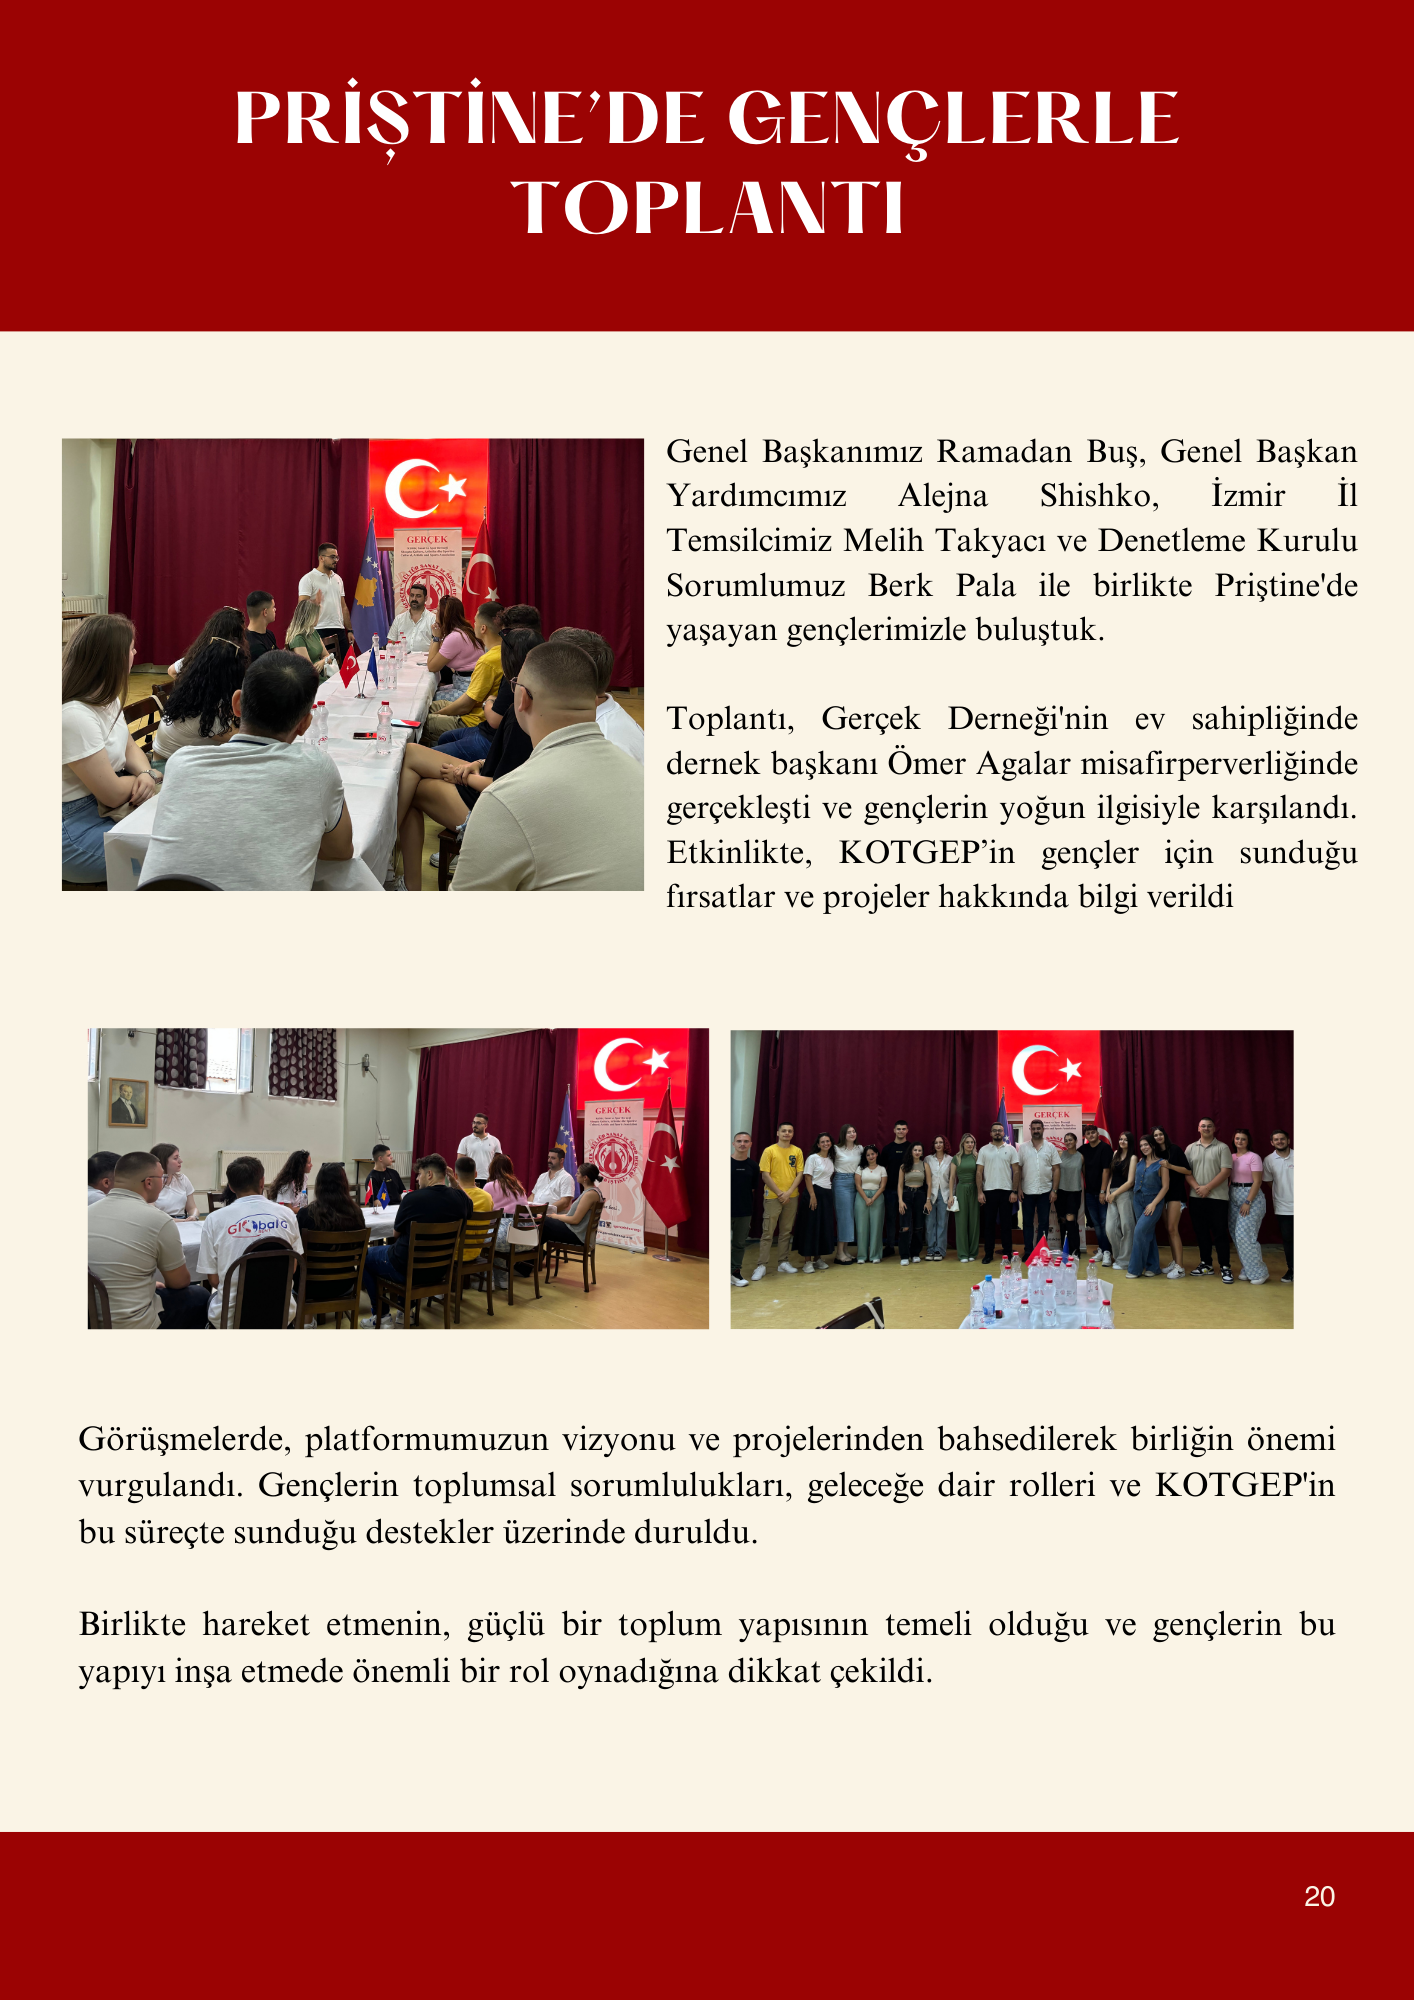 PRİŞTİNE’DE GENÇLERLE
TOPLANTI
Genel Başkanımız Ramadan Buş, Genel Başkan
Yardımcımız Alejna Shishko, İzmir İl
Temsilcimiz Melih Takyacı ve Denetleme Kurulu
Sorumlumuz Berk Pala ile birlikte Priştine'de
yaşayan gençlerimizle buluştuk.
Toplantı, Gerçek Derneği'nin ev sahipliğinde
dernek başkanı Ömer Agalar misafirperverliğinde
gerçekleşti ve gençlerin yoğun ilgisiyle karşılandı.
Etkinlikte, KOTGEP’in gençler için sunduğu
fırsatlar ve projeler hakkında bilgi verildi
GERÇEK
GERÇEK
GERÇEK
Görüşmelerde, platformumuzun vizyonu ve projelerinden bahsedilerek birliğin önemi
vurgulandı. Gençlerin toplumsal sorumlulukları, geleceğe dair rolleri ve KOTGEP'in
bu süreçte sunduğu destekler üzerinde duruldu.
Birlikte hareket etmenin, güçlü bir toplum yapısının temeli olduğu ve gençlerin bu
yapıyı inşa etmede önemli bir rol oynadığına dikkat çekildi.
20